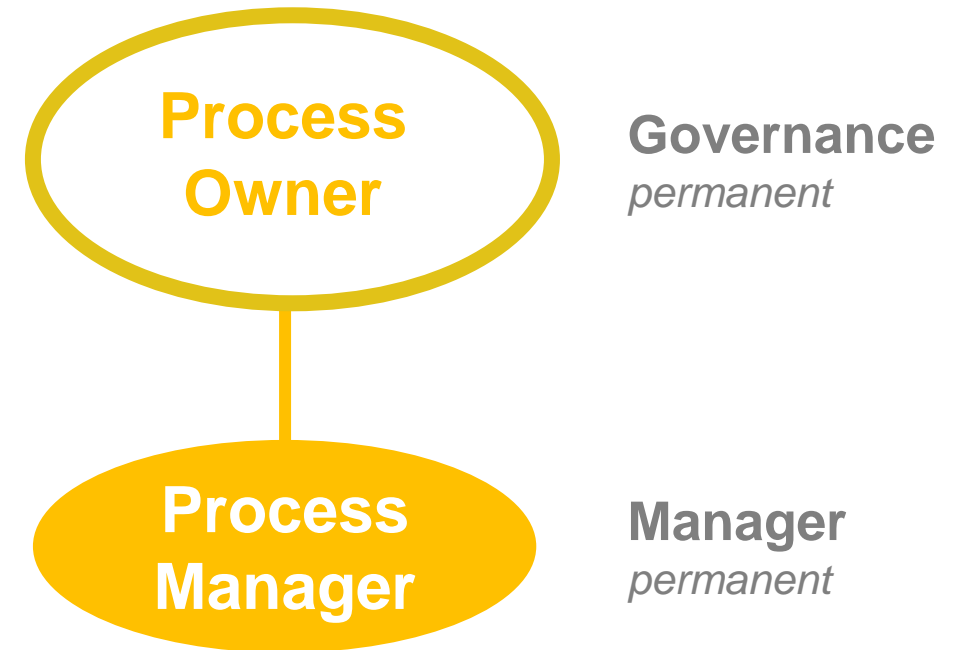 Process
Owner
Governance
permanent
Process
Manager
Manager
permanent